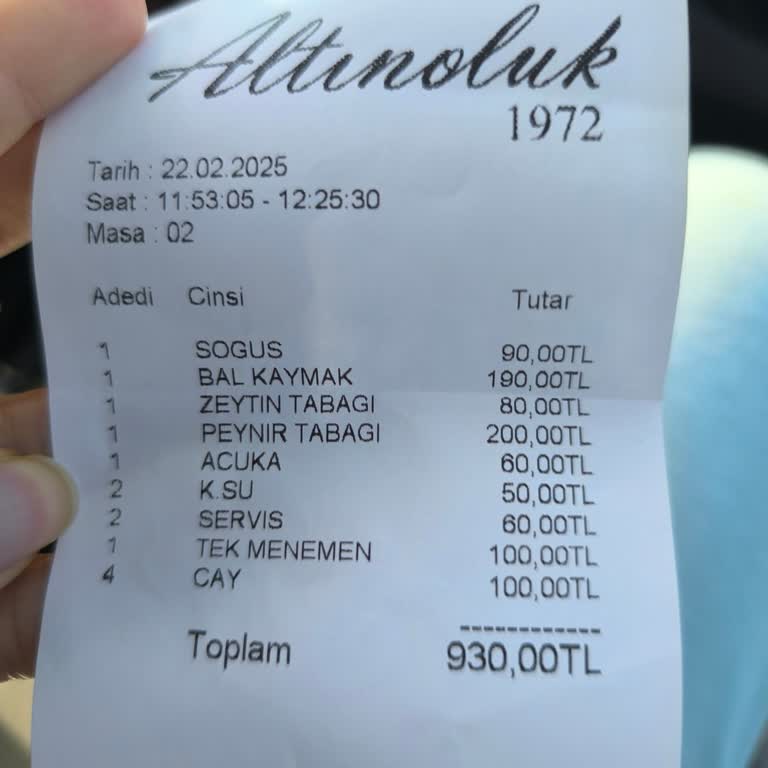 Altınoluk
1972
Tarih : 22.02.2025
Saat : 11:53:05 - 12:25:30
Masa : 02
Adedi Cinsi Tutar
1 SOGUS 90,00TL
1 BAL KAYMAK 190,00TL
1 ZEYTIN TABAGI 80,00TL
1 PEYNIR TABAGI 200,00TL
1 ACUKA 60,00TL
2 K.SU 50,00TL
2 SERVIS 60,00TL
1 TEK MENEMEN 100,00TL
4 CAY 100,00TL
------------
Toplam 930,00TL